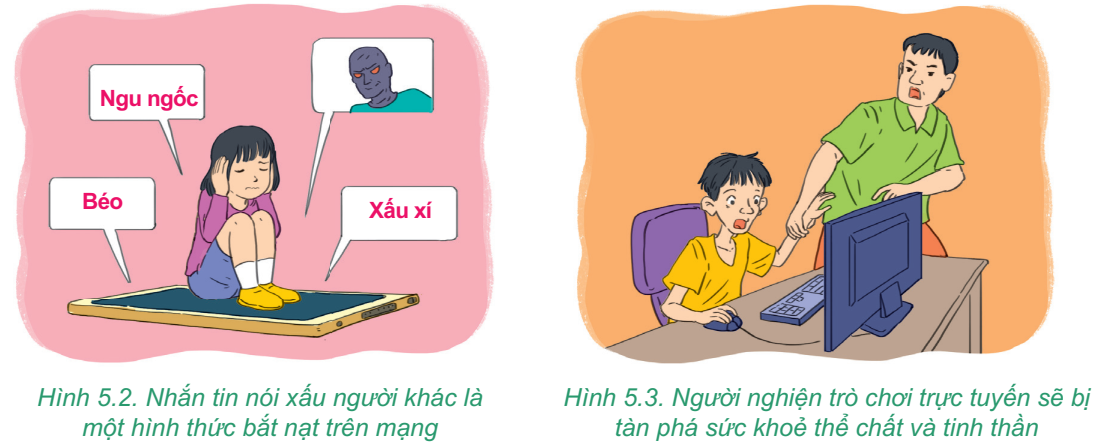 Ngu ngốc
Béo
Xấu xí
Hình 5.2. Nhắn tin nói xấu người khác là
một hình thức bắt nạt trên mạng
Hình 5.3. Người nghiện trò chơi trực tuyến sẽ bị
tàn phá sức khoẻ thể chất và tinh thần